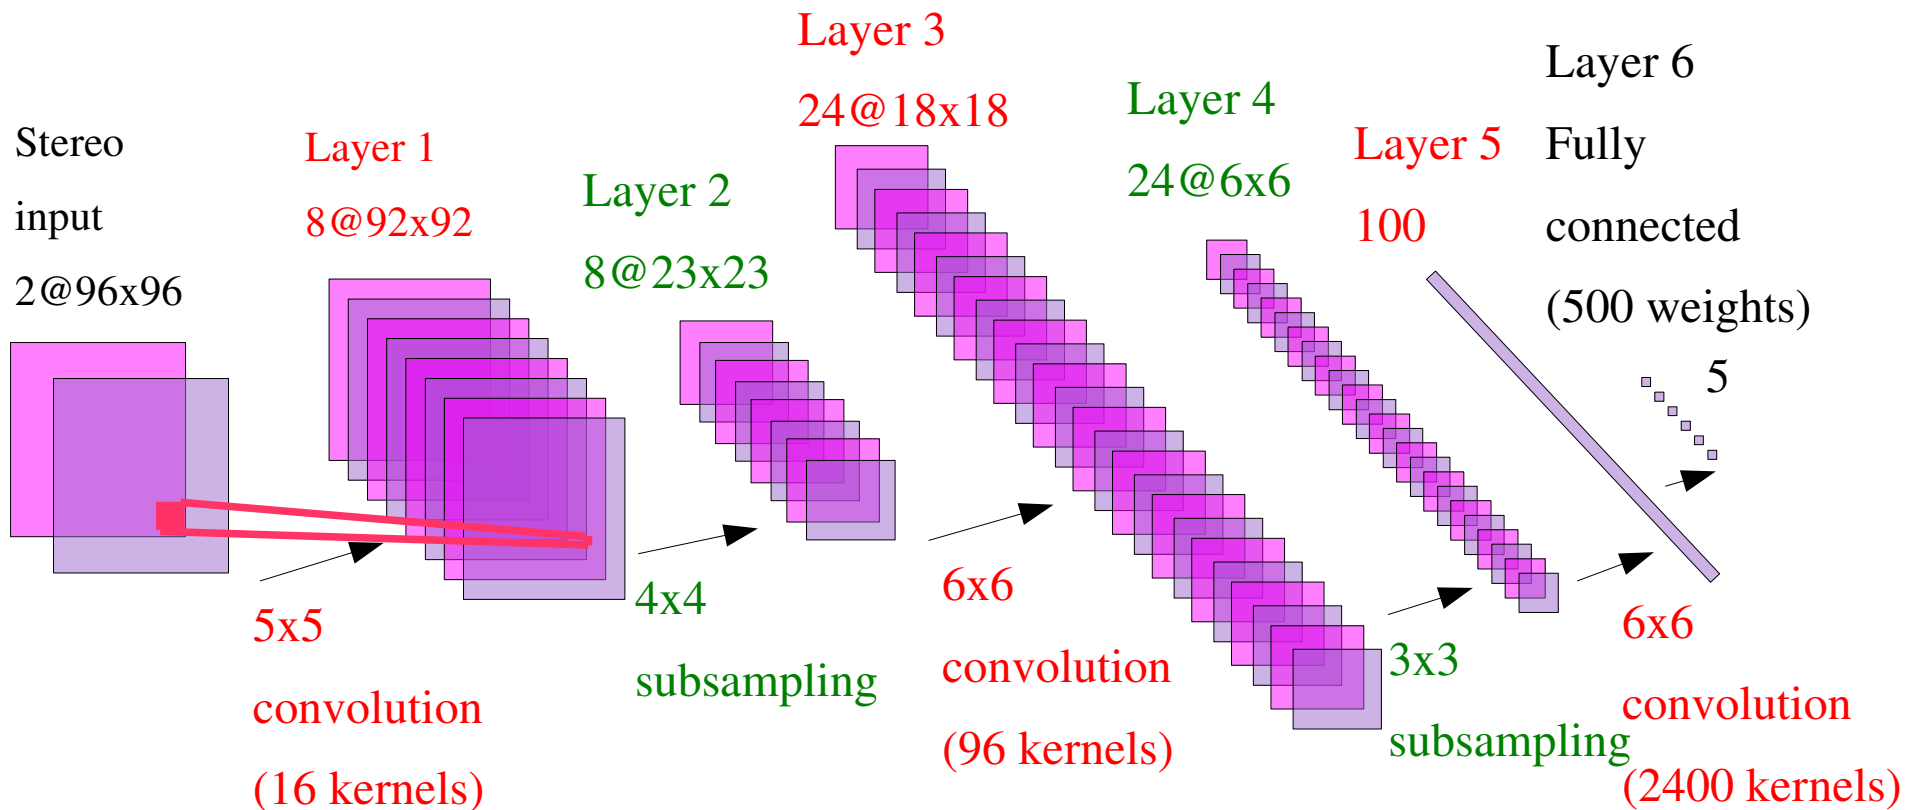 Stereo
input
2@96x96
Layer 1
8@92x92
Layer 2
8@23x23
Layer 3
24@18x18
Layer 4
24@6x6
Layer 5
100
Layer 6
Fully
connected
(500 weights)
5
5x5
convolution
(16 kernels)
4x4
subsampling
6x6
convolution
(96 kernels)
3x3
subsampling
6x6
convolution
(2400 kernels)